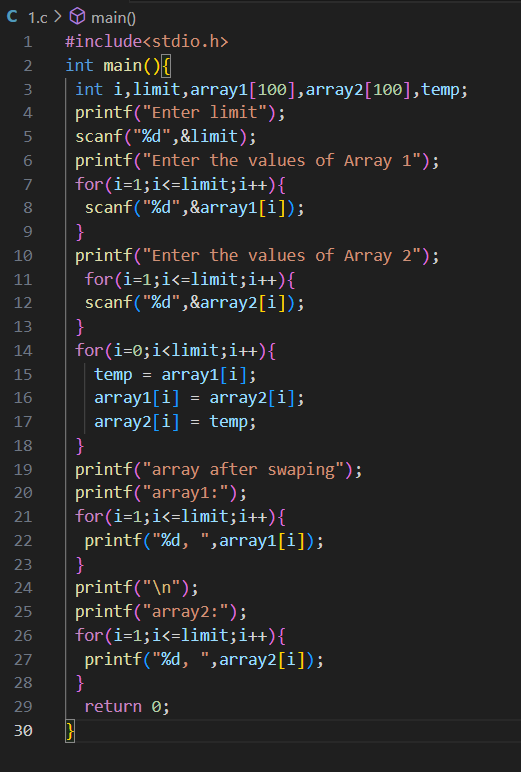 C 1.c > main()
1 #include<stdio.h>
2 int main(){
3 int i,limit,array1[100],array2[100],temp;
4 printf("Enter limit");
5 scanf("%d",&limit);
6 printf("Enter the values of Array 1");
7 for(i=1;i<=limit;i++){
8 scanf("%d",&array1[i]);
9 }
10 printf("Enter the values of Array 2");
11 for(i=1;i<=limit;i++){
12 scanf("%d",&array2[i]);
13 }
14 for(i=0;i<limit;i++){
15 temp = array1[i];
16 array1[i] = array2[i];
17 array2[i] = temp;
18 }
19 printf("array after swaping");
20 printf("array1:");
21 for(i=1;i<=limit;i++){
22 printf("%d, ",array1[i]);
23 }
24 printf("\n");
25 printf("array2:");
26 for(i=1;i<=limit;i++){
27 printf("%d, ",array2[i]);
28 }
29 return 0;
30 }